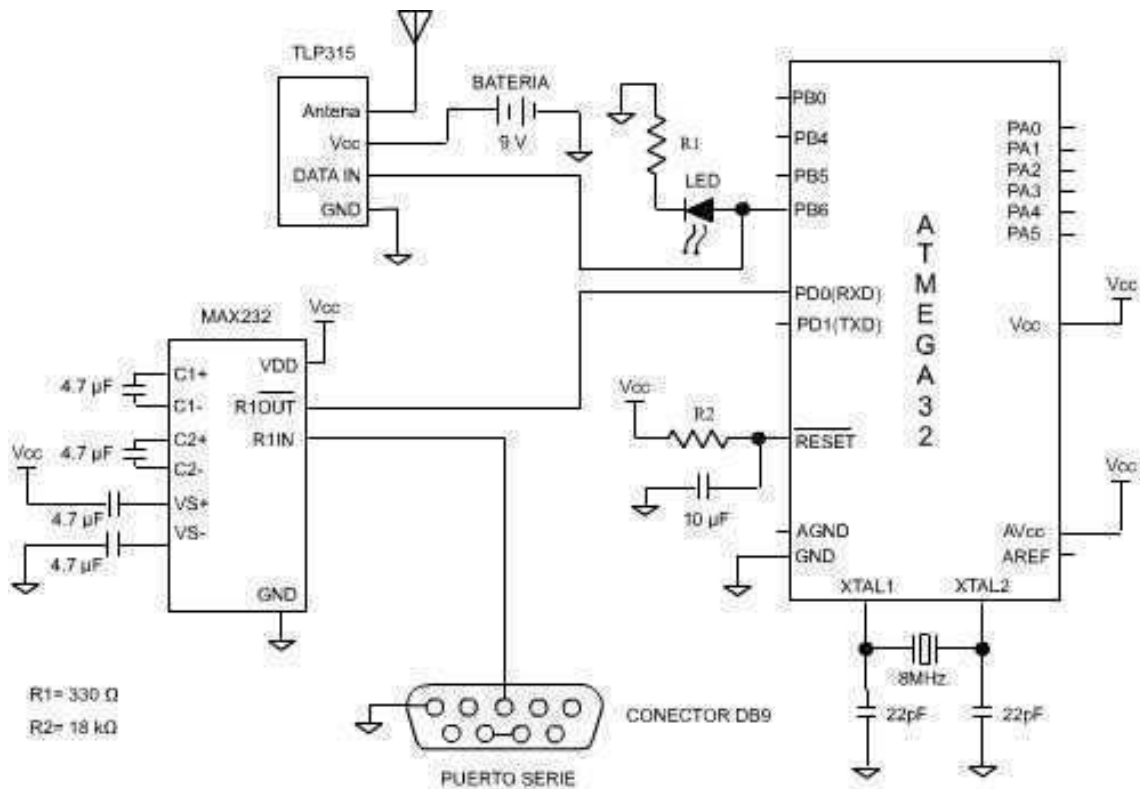 TLP315
Antena
Vcc
DATA IN
GND
BATERIA
9 V
R1
LED
PB0
PB4
PB5
PB6
PD0(RXD)
PD1(TXD)
RESET
AGND
GND
XTAL1
XTAL2
ATMEGA32
PA0
PA1
PA2
PA3
PA4
PA5
Vcc
Vcc
AVcc
Vcc
AREF
Vcc
R2
10 µF
8MHz
22pF
22pF
MAX232
Vcc
C1+
C1-
C2+
C2-
VS+
VS-
VDD
R1OUT
R1IN
GND
4.7 µF
4.7 µF
Vcc
4.7 µF
4.7 µF
R1= 330 Ω
R2= 18 kΩ
CONECTOR DB9
PUERTO SERIE